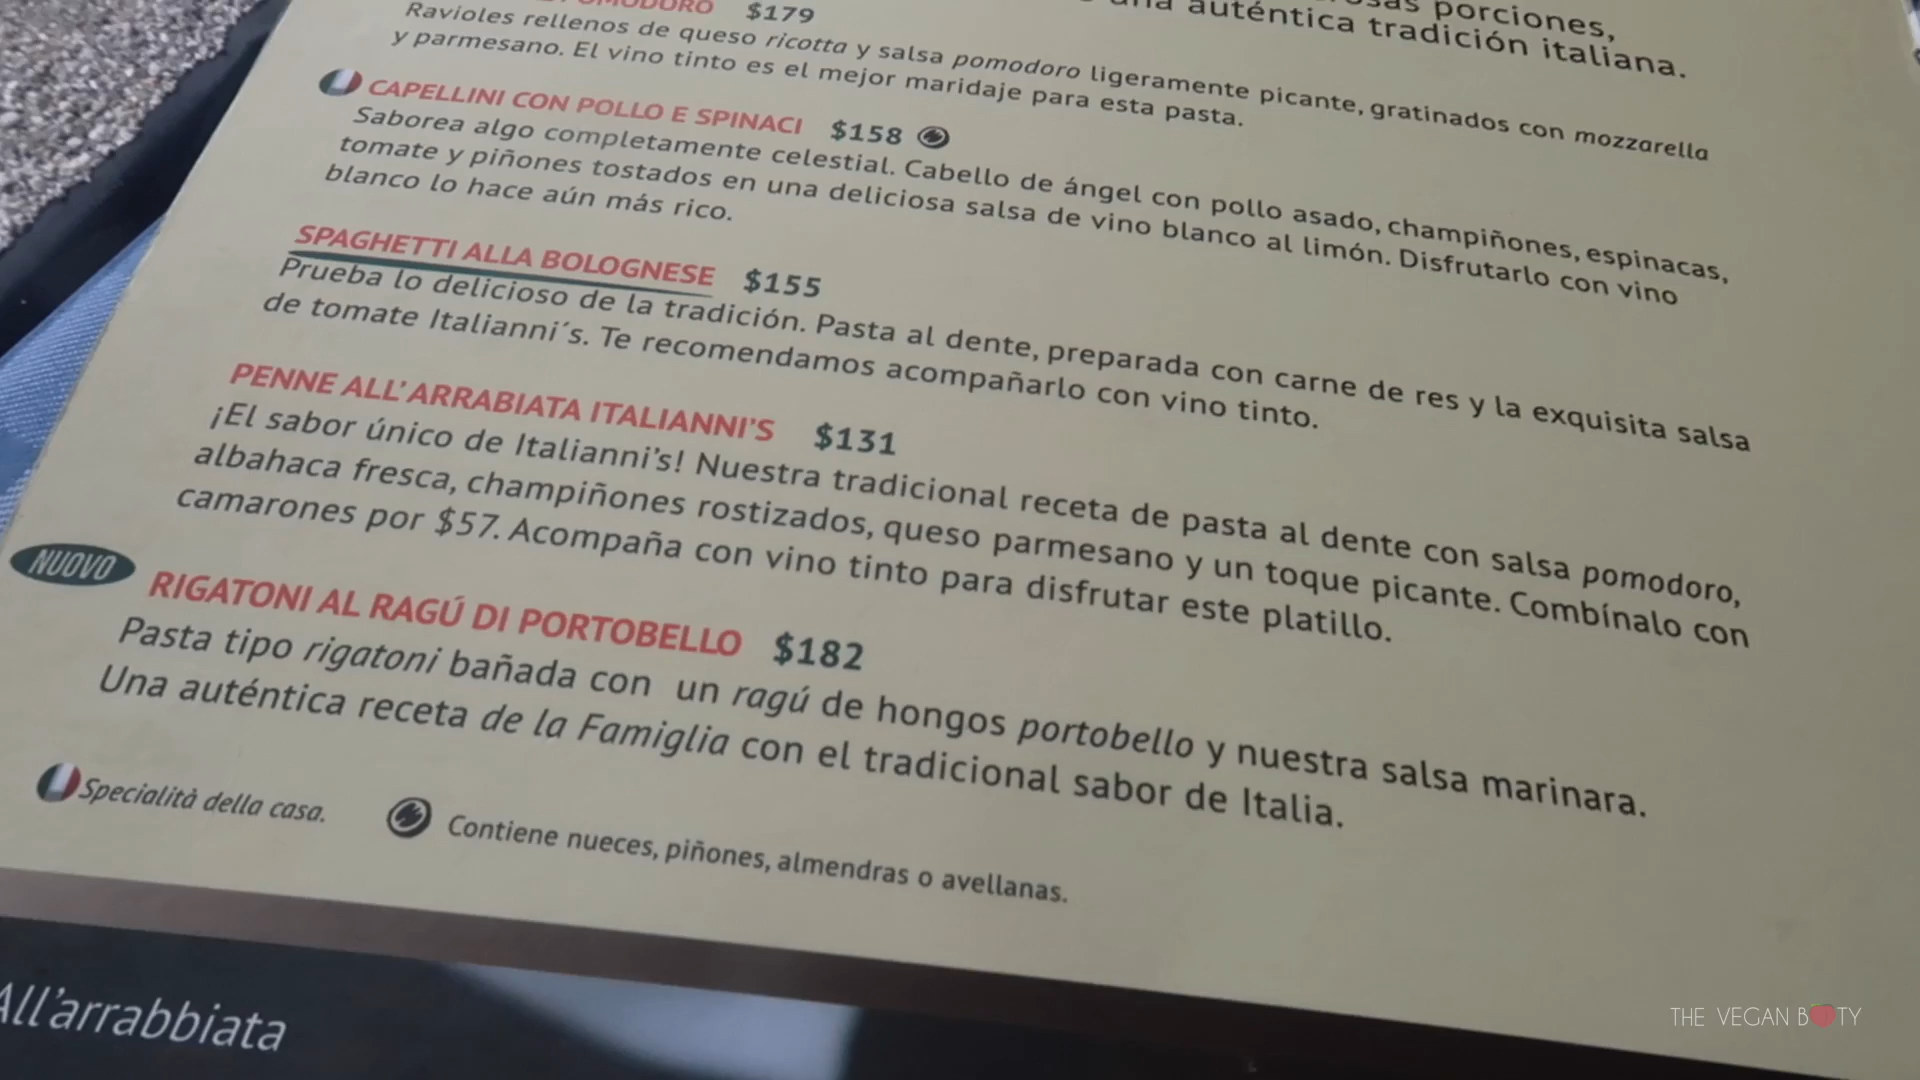 POMODORO $179
porciones,
auténtica tradición italiana.
Ravioles rellenos de queso ricotta y salsa pomodoro ligeramente picante, gratinados con mozzarella
y parmesano. El vino tinto es el mejor maridaje para esta pasta.
CAPELLINI CON POLLO E SPINACI $158
Saborea algo completamente celestial. Cabello de ángel con pollo asado, champiñones, espinacas,
tomate y piñones tostados en una deliciosa salsa de vino blanco al limón. Disfrutarlo con vino
blanco lo hace aún más rico.
SPAGHETTI ALLA BOLOGNESE $155
Prueba lo delicioso de la tradición. Pasta al dente, preparada con carne de res y la exquisita salsa
de tomate Italianni´s. Te recomendamos acompañarlo con vino tinto.
PENNE ALL'ARRABIATA ITALIANNI'S $131
¡El sabor único de Italianni's! Nuestra tradicional receta de pasta al dente con salsa pomodoro,
albahaca fresca, champiñones rostizados, queso parmesano y un toque picante. Combínalo con
camarones por $57. Acompaña con vino tinto para disfrutar este platillo.
NUOVO
RIGATONI AL RAGÚ DI PORTOBELLO $182
Pasta tipo rigatoni bañada con un ragú de hongos portobello y nuestra salsa marinara.
Una auténtica receta de la Famiglia con el tradicional sabor de Italia.
Specialità della casa.
Contiene nueces, piñones, almendras o avellanas.
All'arrabbiata
THE VEGAN BOOTY